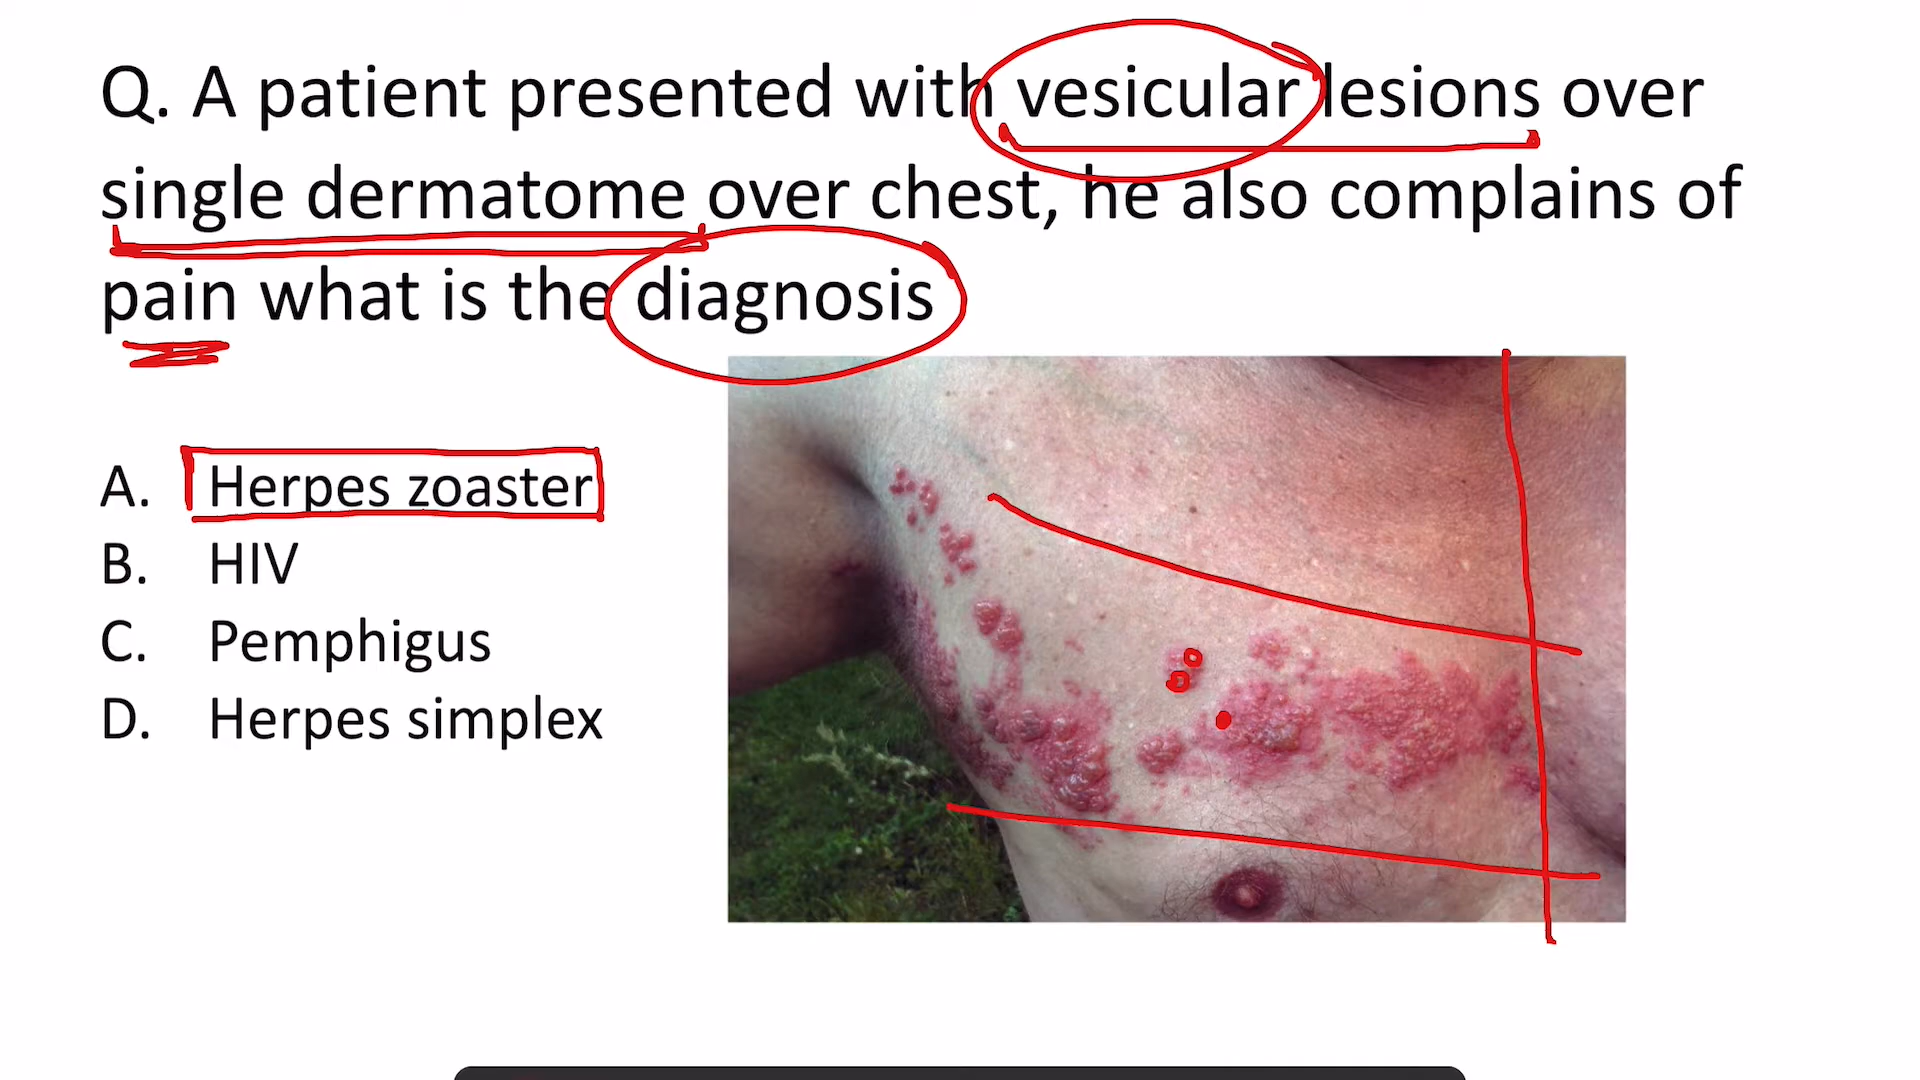 Q. A patient presented with vesicular lesions over
single dermatome over chest, he also complains of
pain what is the diagnosis
A. Herpes zoaster
B. HIV
C. Pemphigus
D. Herpes simplex